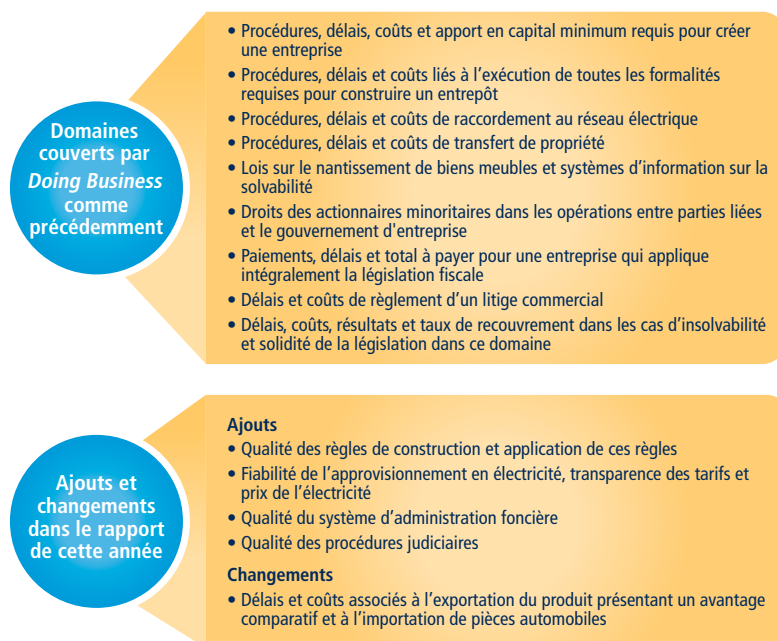 Domaines
couverts par
Doing Business
comme
précédemment
• Procédures, délais, coûts et apport en capital minimum requis pour créer
une entreprise
• Procédures, délais et coûts liés à l'exécution de toutes les formalités
requises pour construire un entrepôt
• Procédures, délais et coûts de raccordement au réseau électrique
• Procédures, délais et coûts de transfert de propriété
• Lois sur le nantissement de biens meubles et systèmes d'information sur la
solvabilité
• Droits des actionnaires minoritaires dans les opérations entre parties liées
et le gouvernement d'entreprise
• Paiements, délais et total à payer pour une entreprise qui applique
intégralement la législation fiscale
• Délais et coûts de règlement d'un litige commercial
• Délais, coûts, résultats et taux de recouvrement dans les cas d'insolvabilité
et solidité de la législation dans ce domaine
Ajouts et
changements
dans le rapport
de cette année
Ajouts
• Qualité des règles de construction et application de ces règles
• Fiabilité de l'approvisionnement en électricité, transparence des tarifs et
prix de l'électricité
• Qualité du système d'administration foncière
• Qualité des procédures judiciaires
Changements
• Délais et coûts associés à l'exportation du produit présentant un avantage
comparatif et à l'importation de pièces automobiles